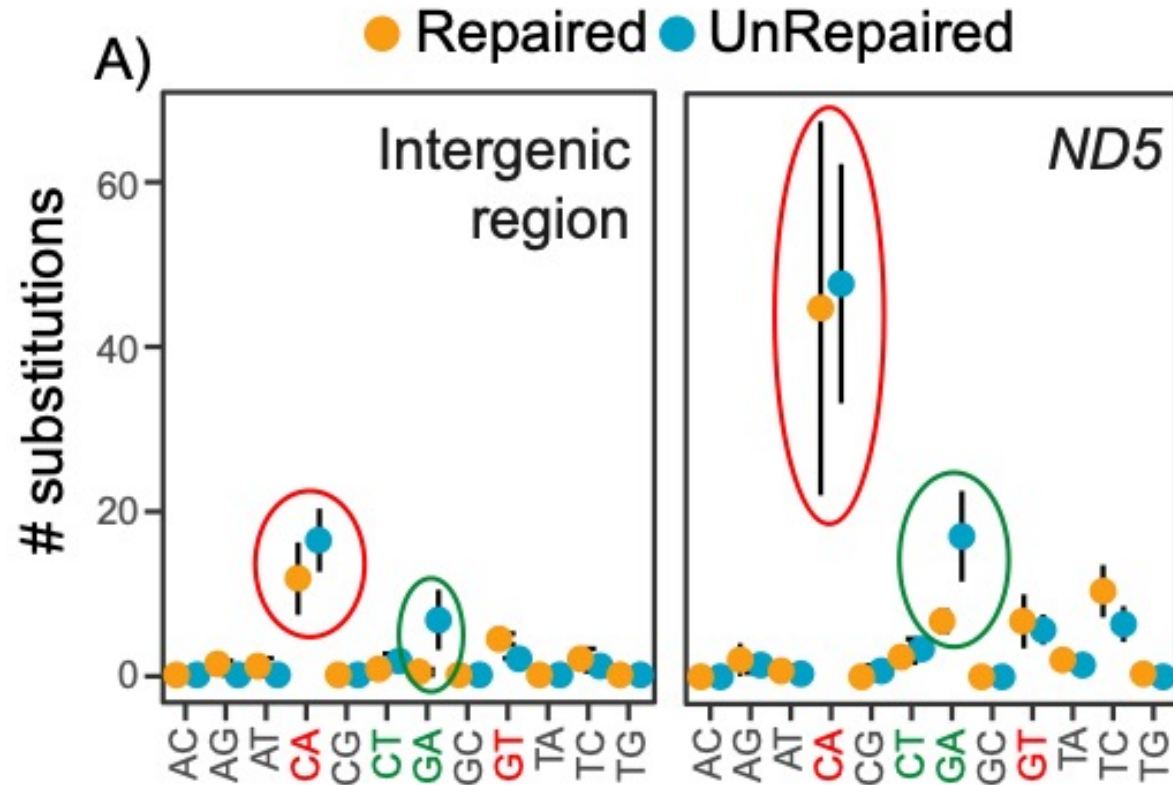 Repaired UnRepaired
A)
Intergenic
region
ND5
# substitutions
60
40
20
0
AC AG AT CA CG CT GA GC GT TA TC TG
AC AG AT CA CG CT GA GC GT TA TC TG